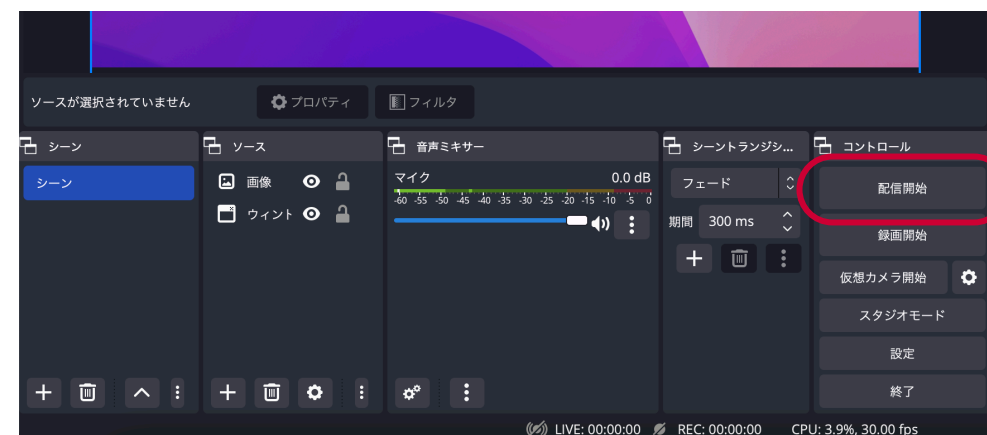 ソースが選択されていません
プロパティ
フィルタ
シーン
ソース
音声ミキサー
シーントランジシ...
コントロール
シーン
画像
ウィント
マイク
0.0 dB
-60 -55 -50 -45 -40 -35 -30 -25 -20 -15 -10 -5 0
フェード
期間 300 ms
配信開始
録画開始
仮想カメラ開始
スタジオモード
設定
終了
LIVE: 00:00:00
REC: 00:00:00
CPU: 3.9%, 30.00 fps